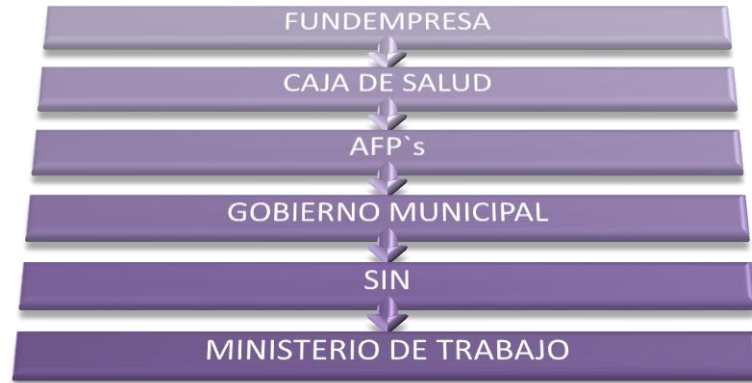 FUNDEMPRESA
CAJA DE SALUD
AFP`s
GOBIERNO MUNICIPAL
SIN
MINISTERIO DE TRABAJO